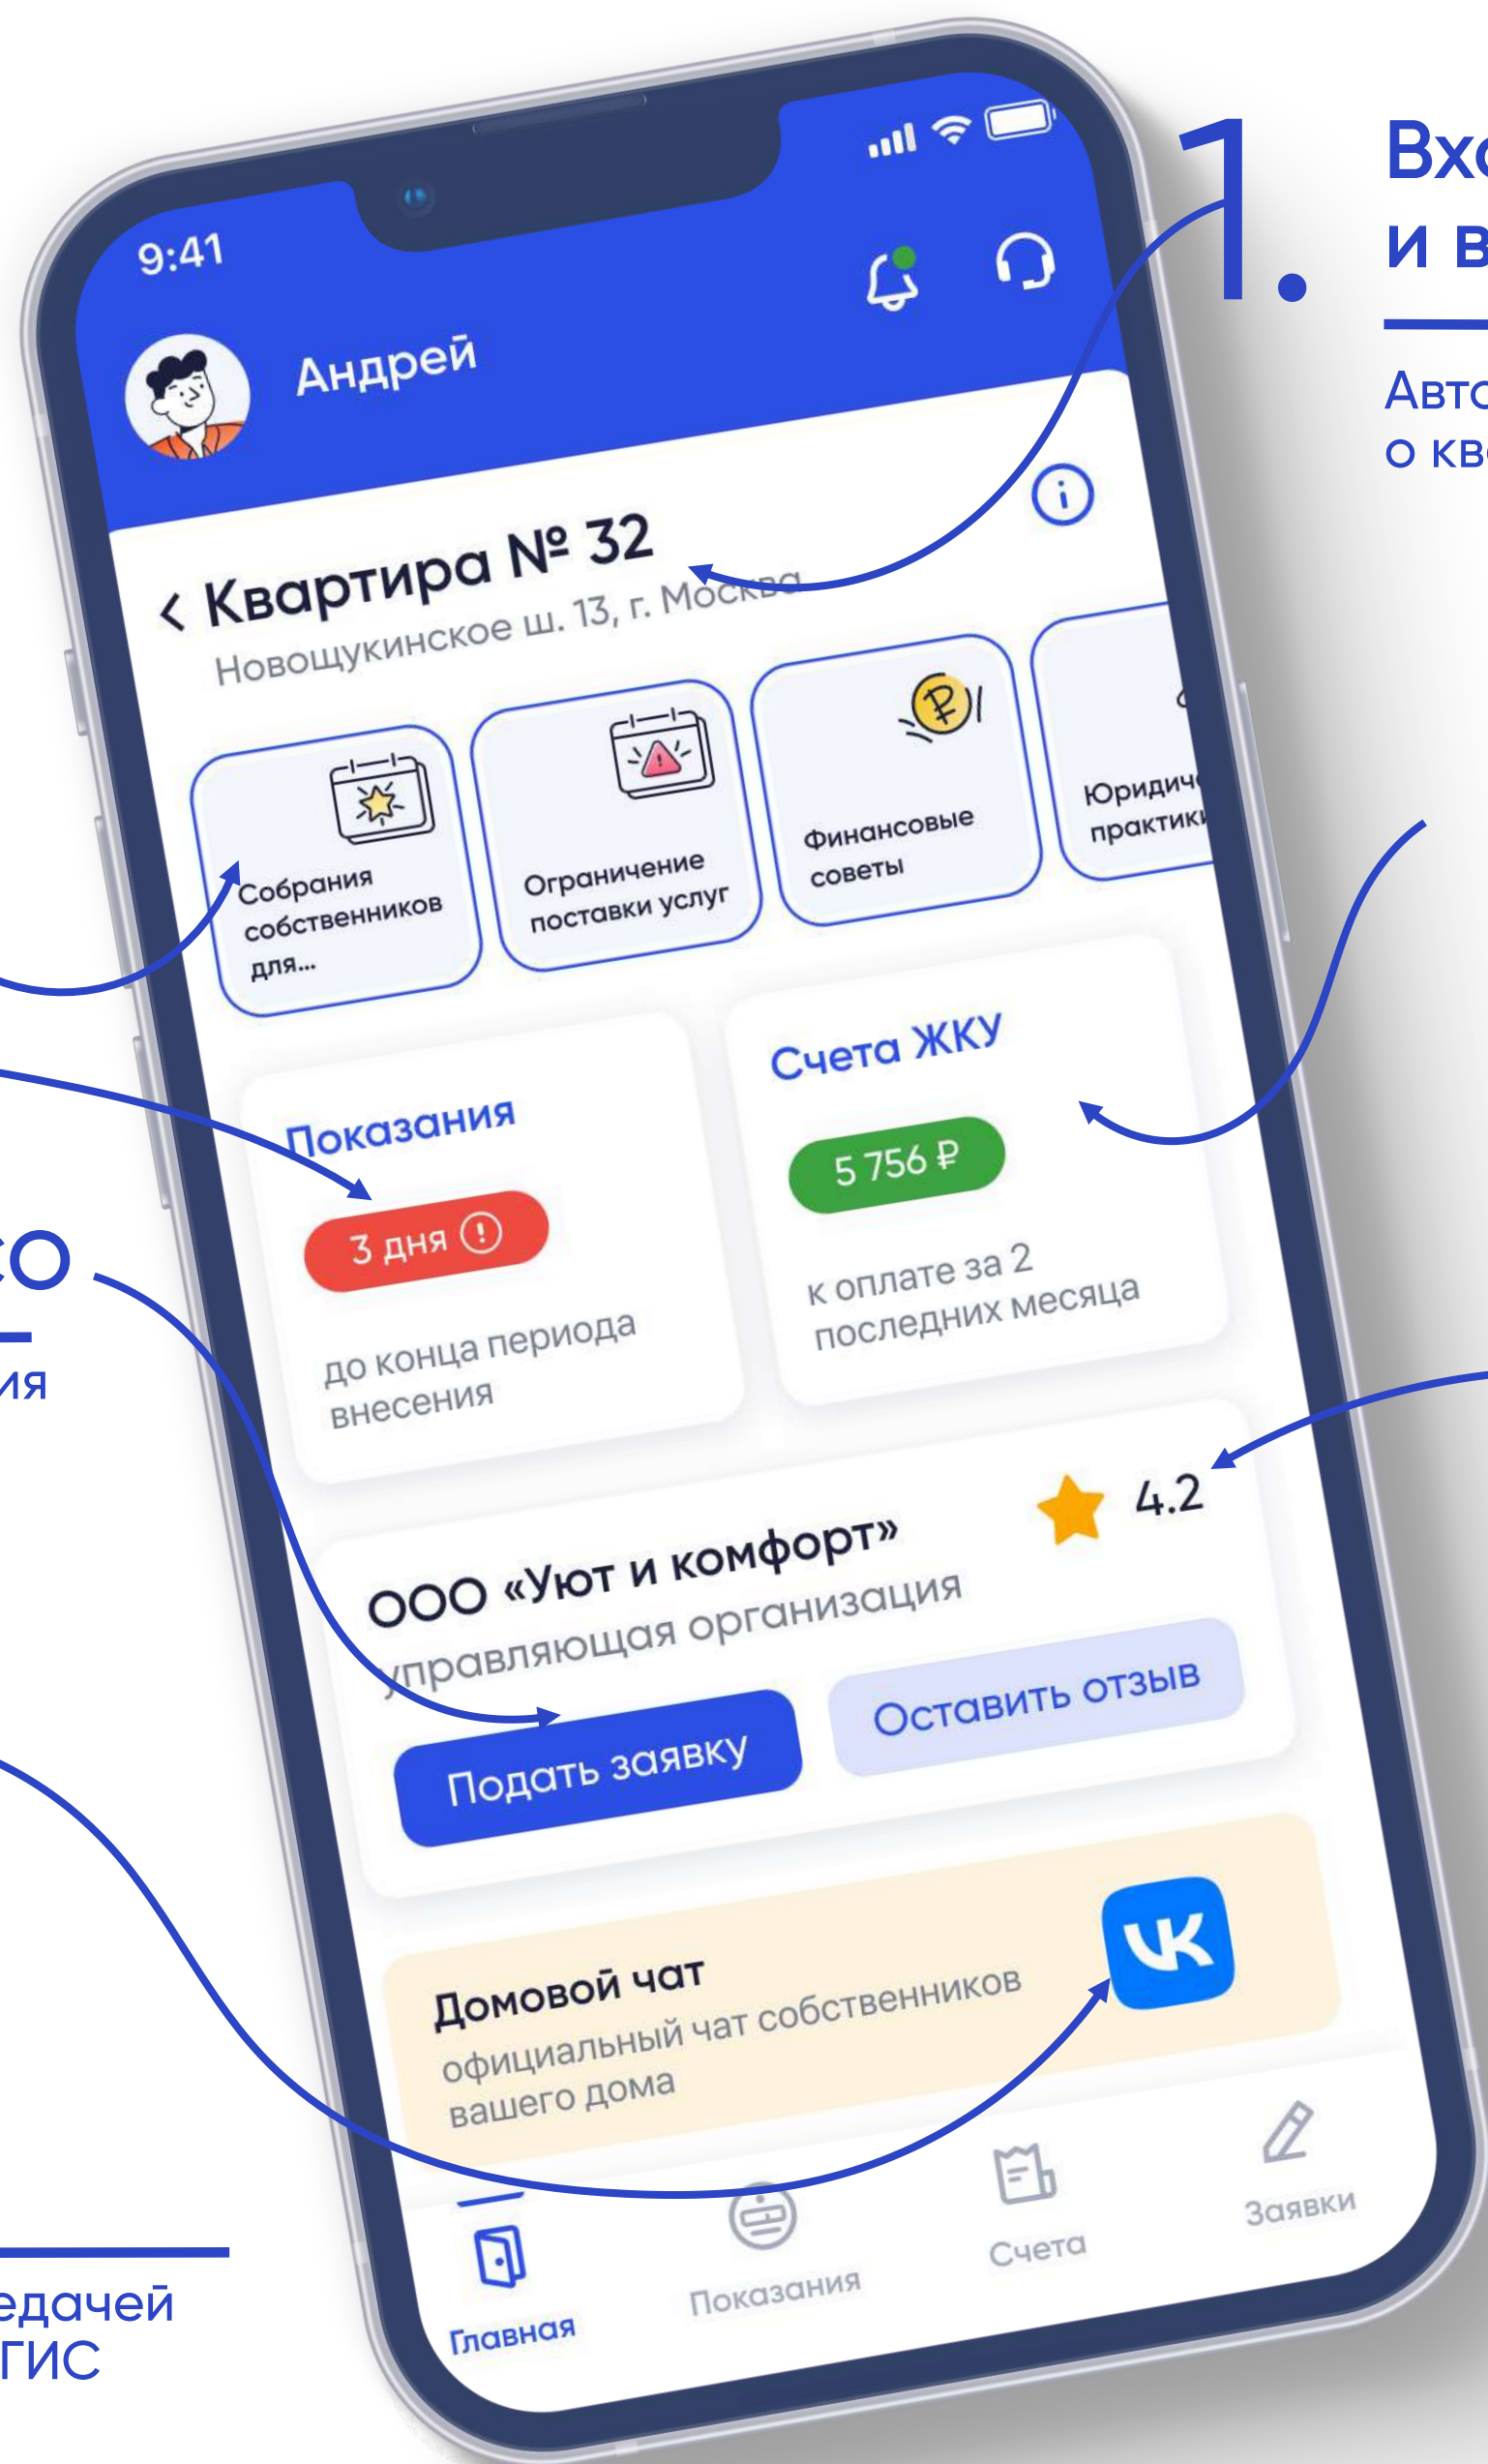 9:41
Андрей
1.
и в
Квартира № 32
Новощукинское ш. 13, г. Москва
Собрания
собственников
для...
Ограничение
поставки услуг
Финансовые
советы
Показания
3 дня
до конца периода
внесения
Счета ЖКУ
5 756 ₽
к оплате за 2
последних месяца
ООО «Уют и комфорт»
4.2
управляющая организация
Подать заявку
Оставить отзыв
Домовой чат
официальный чат собственников
вашего дома
VK
Главная
Показания
Счета
Заявки
ГИС